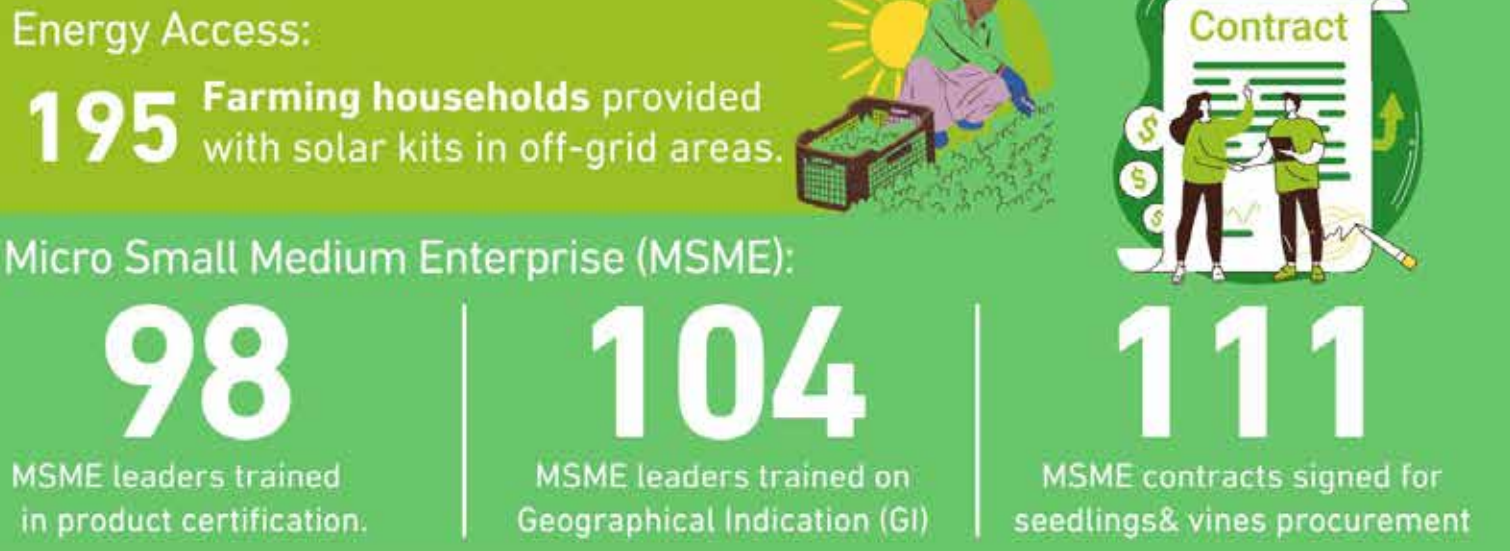 Energy Access:
195 Farming households provided
with solar kits in off-grid areas.
Contract
$
$
$
Micro Small Medium Enterprise (MSME):
98
MSME leaders trained
in product certification.
104
MSME leaders trained on
Geographical Indication (GI)
111
MSME contracts signed for
seedlings& vines procurement